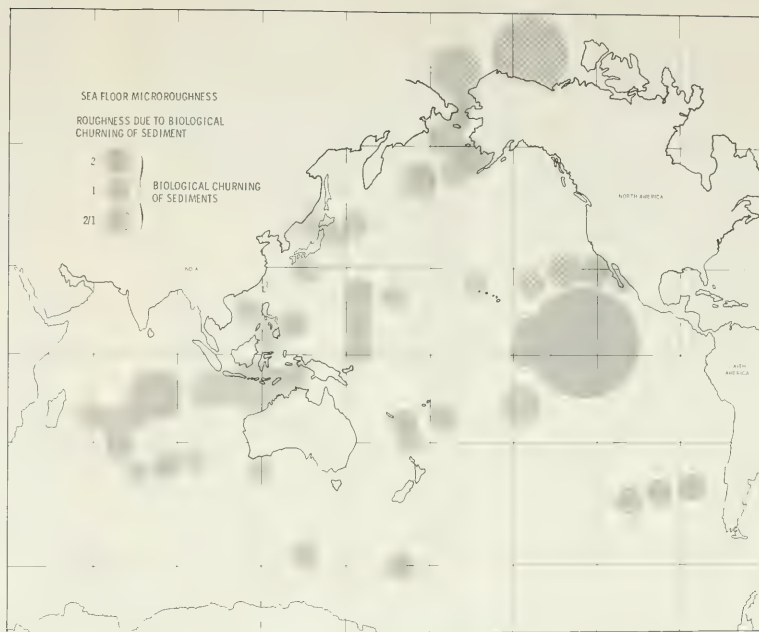 SEA FLOOR MICROROUGHNESS
ROUGHNESS DUE TO BIOLOGICAL
CHURNING OF SEDIMENT
2
1
2/1
BIOLOGICAL CHURNING
OF SEDIMENTS
NORTH AMERICA
AMERICA